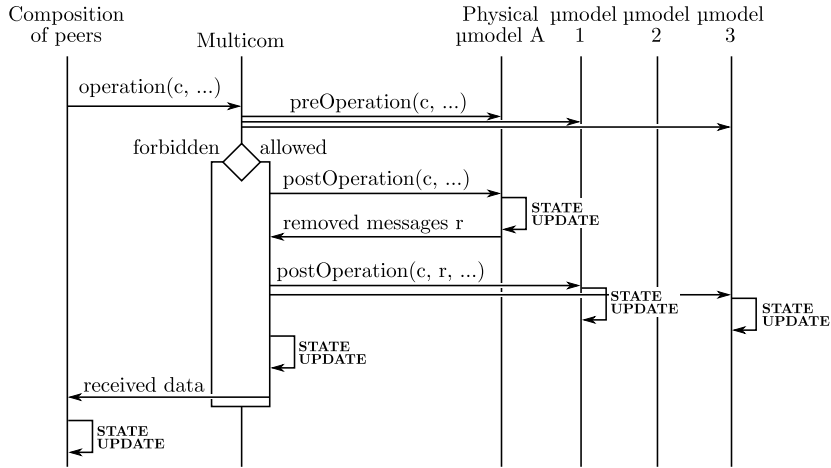 Composition
of peers
Multicom
Physical
µmodel A
µmodel
1
µmodel
2
µmodel
3
operation(c, ...)
preOperation(c, ...)
forbidden
allowed
postOperation(c, ...)
STATE
UPDATE
removed messages r
postOperation(c, r, ...)
STATE
UPDATE
STATE
UPDATE
STATE
UPDATE
received data
STATE
UPDATE